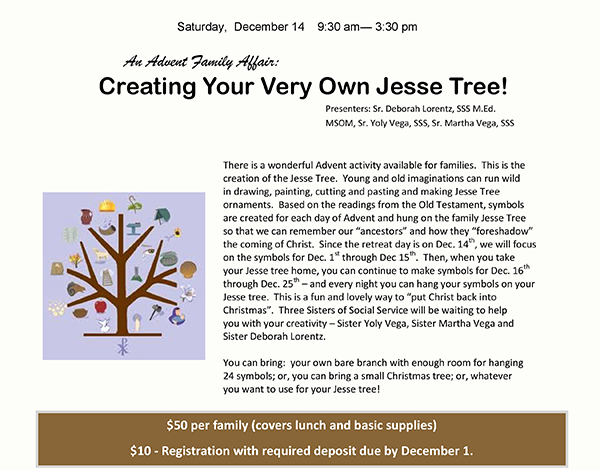 Saturday, December 14 9:30 am— 3:30 pm
An Advent Family Affair:
Creating Your Very Own Jesse Tree!
Presenters: Sr. Deborah Lorentz, SSS M.Ed.
MSOM, Sr. Yoly Vega, SSS, Sr. Martha Vega, SSS
There is a wonderful Advent activity available for families. This is the
creation of the Jesse Tree. Young and old imaginations can run wild
in drawing, painting, cutting and pasting and making Jesse Tree
ornaments. Based on the readings from the Old Testament, symbols
are created for each day of Advent and hung on the family Jesse Tree
so that we can remember our “ancestors” and how they “foreshadow”
the coming of Christ. Since the retreat day is on Dec. 14th, we will focus
on the symbols for Dec. 1st through Dec 15th. Then, when you take
your Jesse tree home, you can continue to make symbols for Dec. 16th
through Dec. 25th – and every night you can hang your symbols on your
Jesse tree. This is a fun and lovely way to “put Christ back into
Christmas”. Three Sisters of Social Service will be waiting to help
you with your creativity – Sister Yoly Vega, Sister Martha Vega and
Sister Deborah Lorentz.
You can bring: your own bare branch with enough room for hanging
24 symbols; or, you can bring a small Christmas tree; or, whatever
you want to use for your Jesse tree!
$50 per family (covers lunch and basic supplies)
$10 - Registration with required deposit due by December 1.